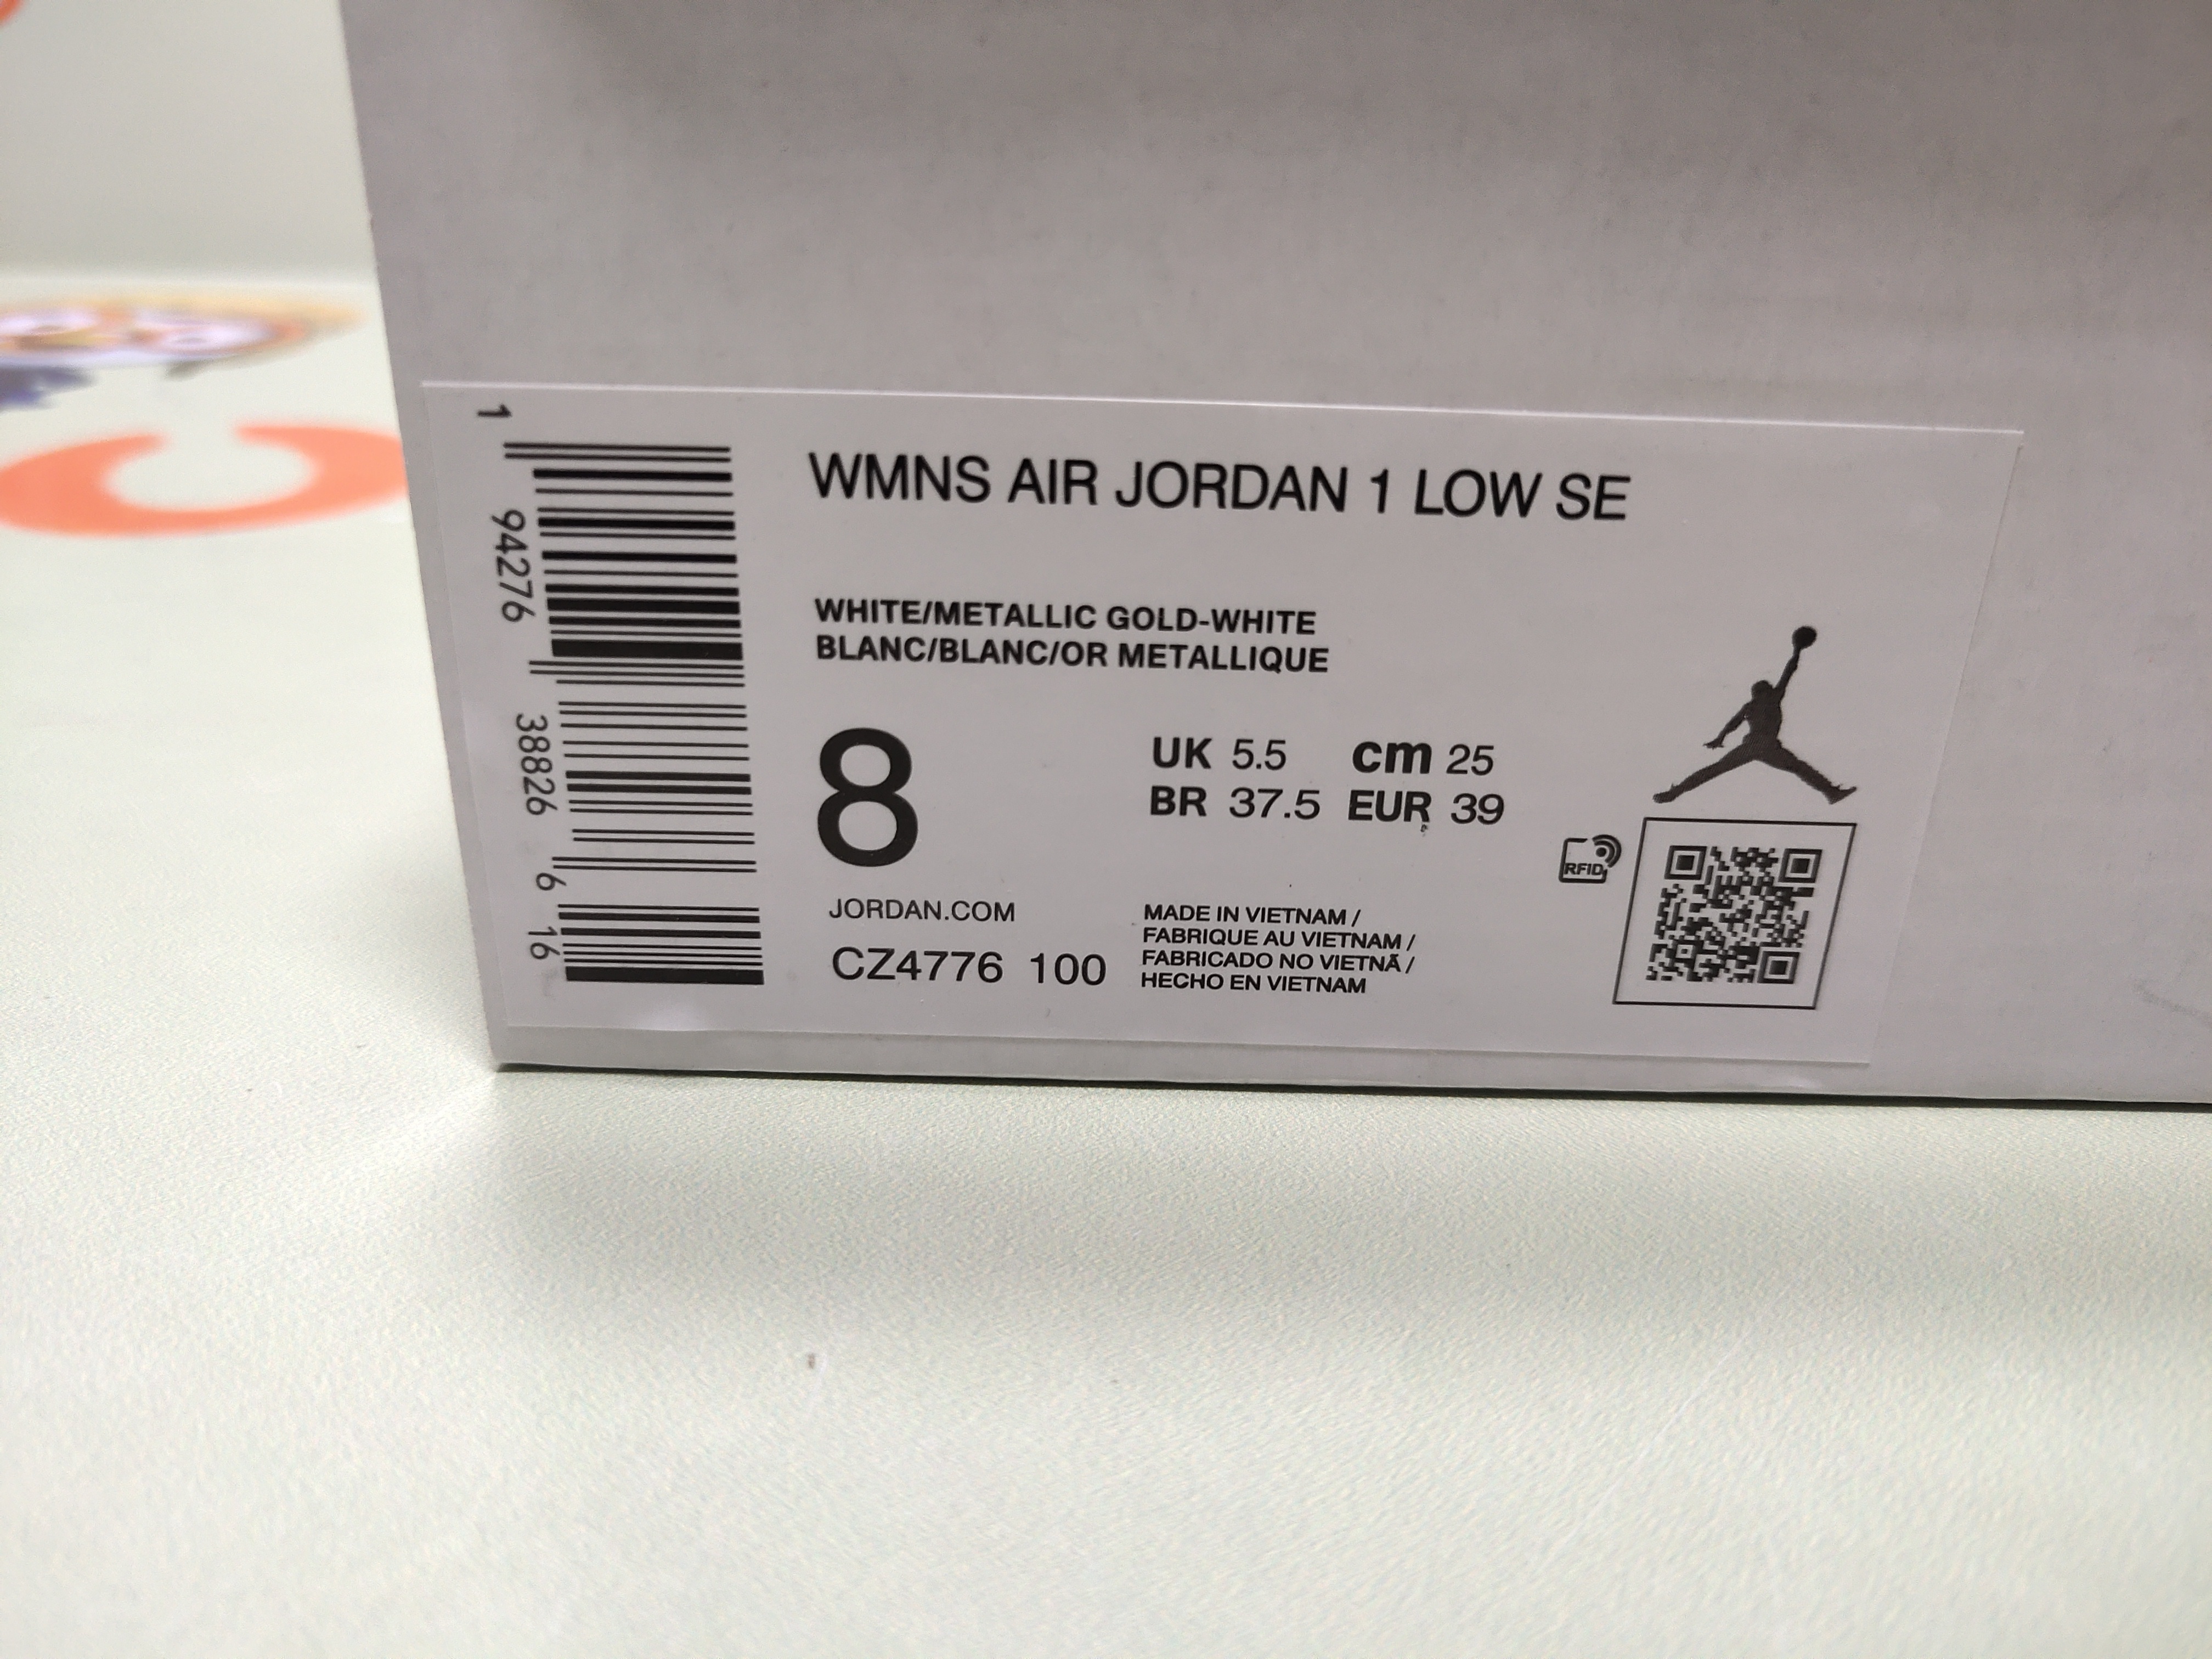 WMNS AIR JORDAN 1 LOW SE
WHITE/METALLIC GOLD-WHITE
BLANC/BLANC/OR METALLIQUE
8
UK 5.5 cm 25
BR 37.5 EUR 39
RFID
JORDAN.COM
CZ4776 100
MADE IN VIETNAM /
FABRIQUE AU VIETNAM /
FABRICADO NO VIETNÃ /
HECHO EN VIETNAM
1 94276 38826 6 16